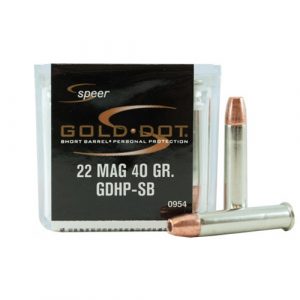 Speer
GOLD DOT.
SHORT BARREL • PERSONAL PROTECTION
22 MAG 40 GR.
GDHP-SB
0954